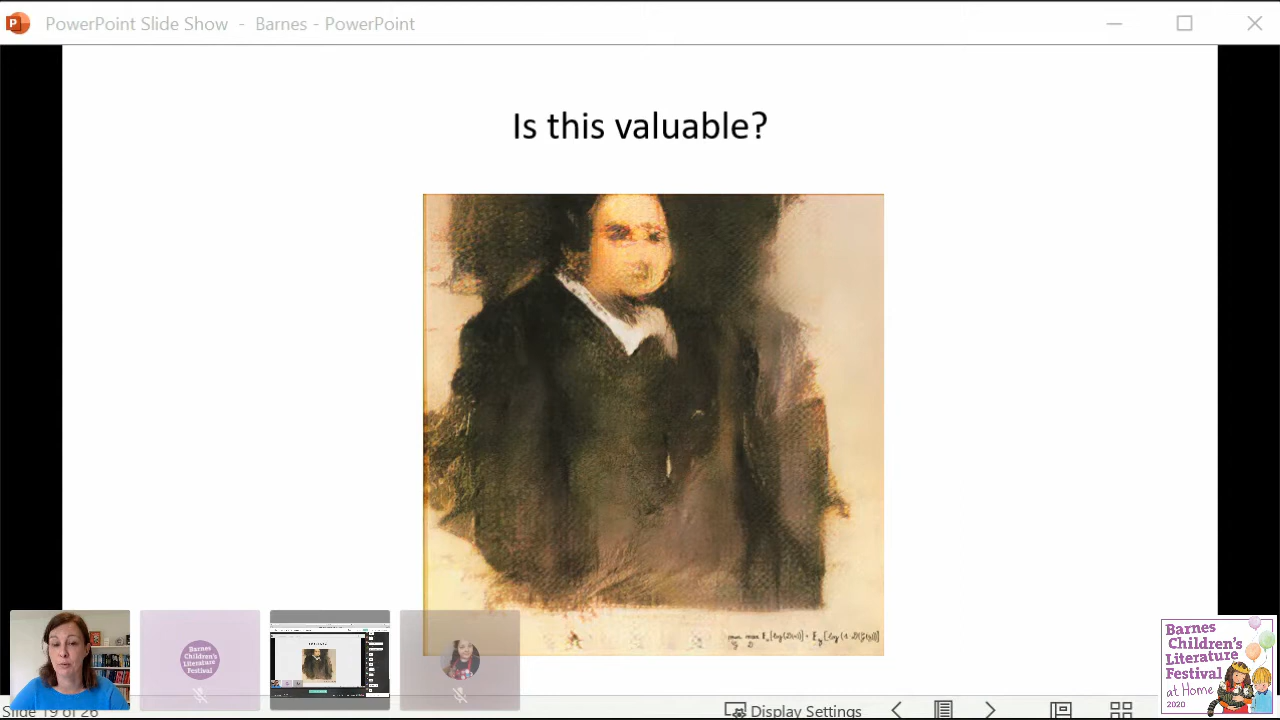 PowerPoint Slide Show - Barnes - PowerPoint
Is this valuable?
Barnes
Children's
Literature
Festival
Barnes
Children's
Literature
Festival
at Home
2020
Slide 19 of 26
Display Settings